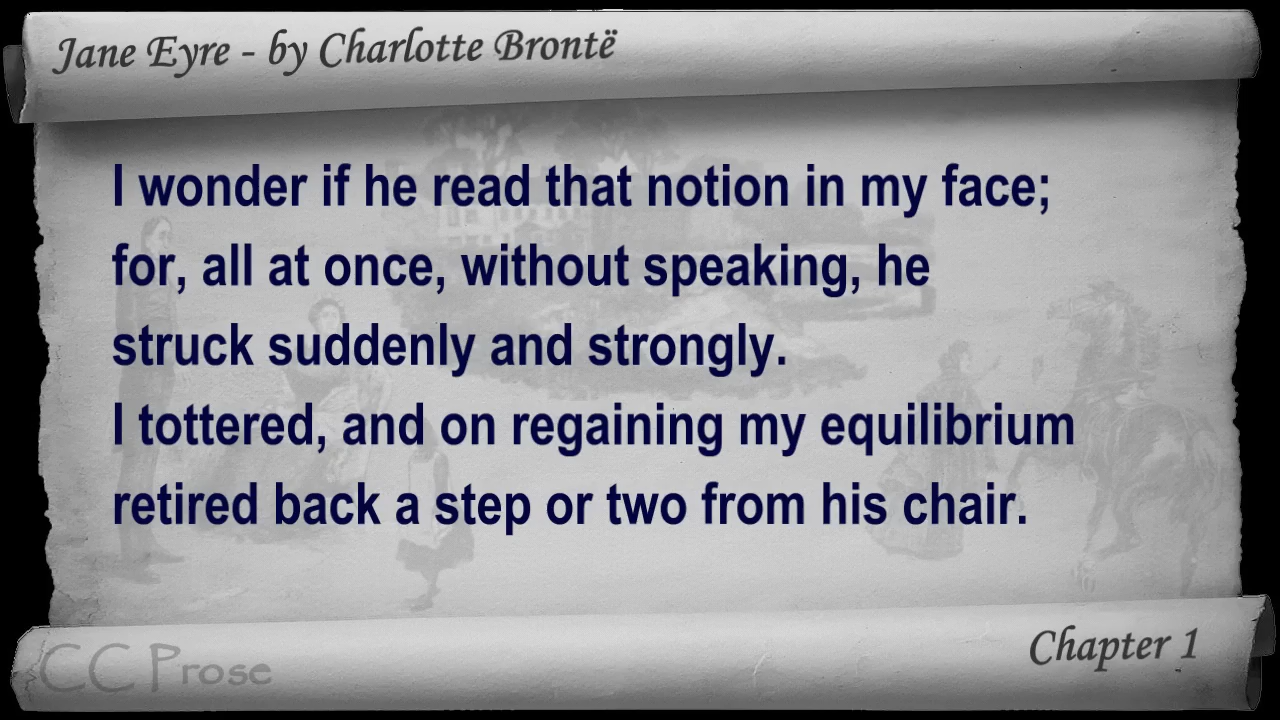 Jane Eyre - by Charlotte Brontë
I wonder if he read that notion in my face;
for, all at once, without speaking, he
struck suddenly and strongly.
I tottered, and on regaining my equilibrium
retired back a step or two from his chair.
Chapter 1
CC Prose